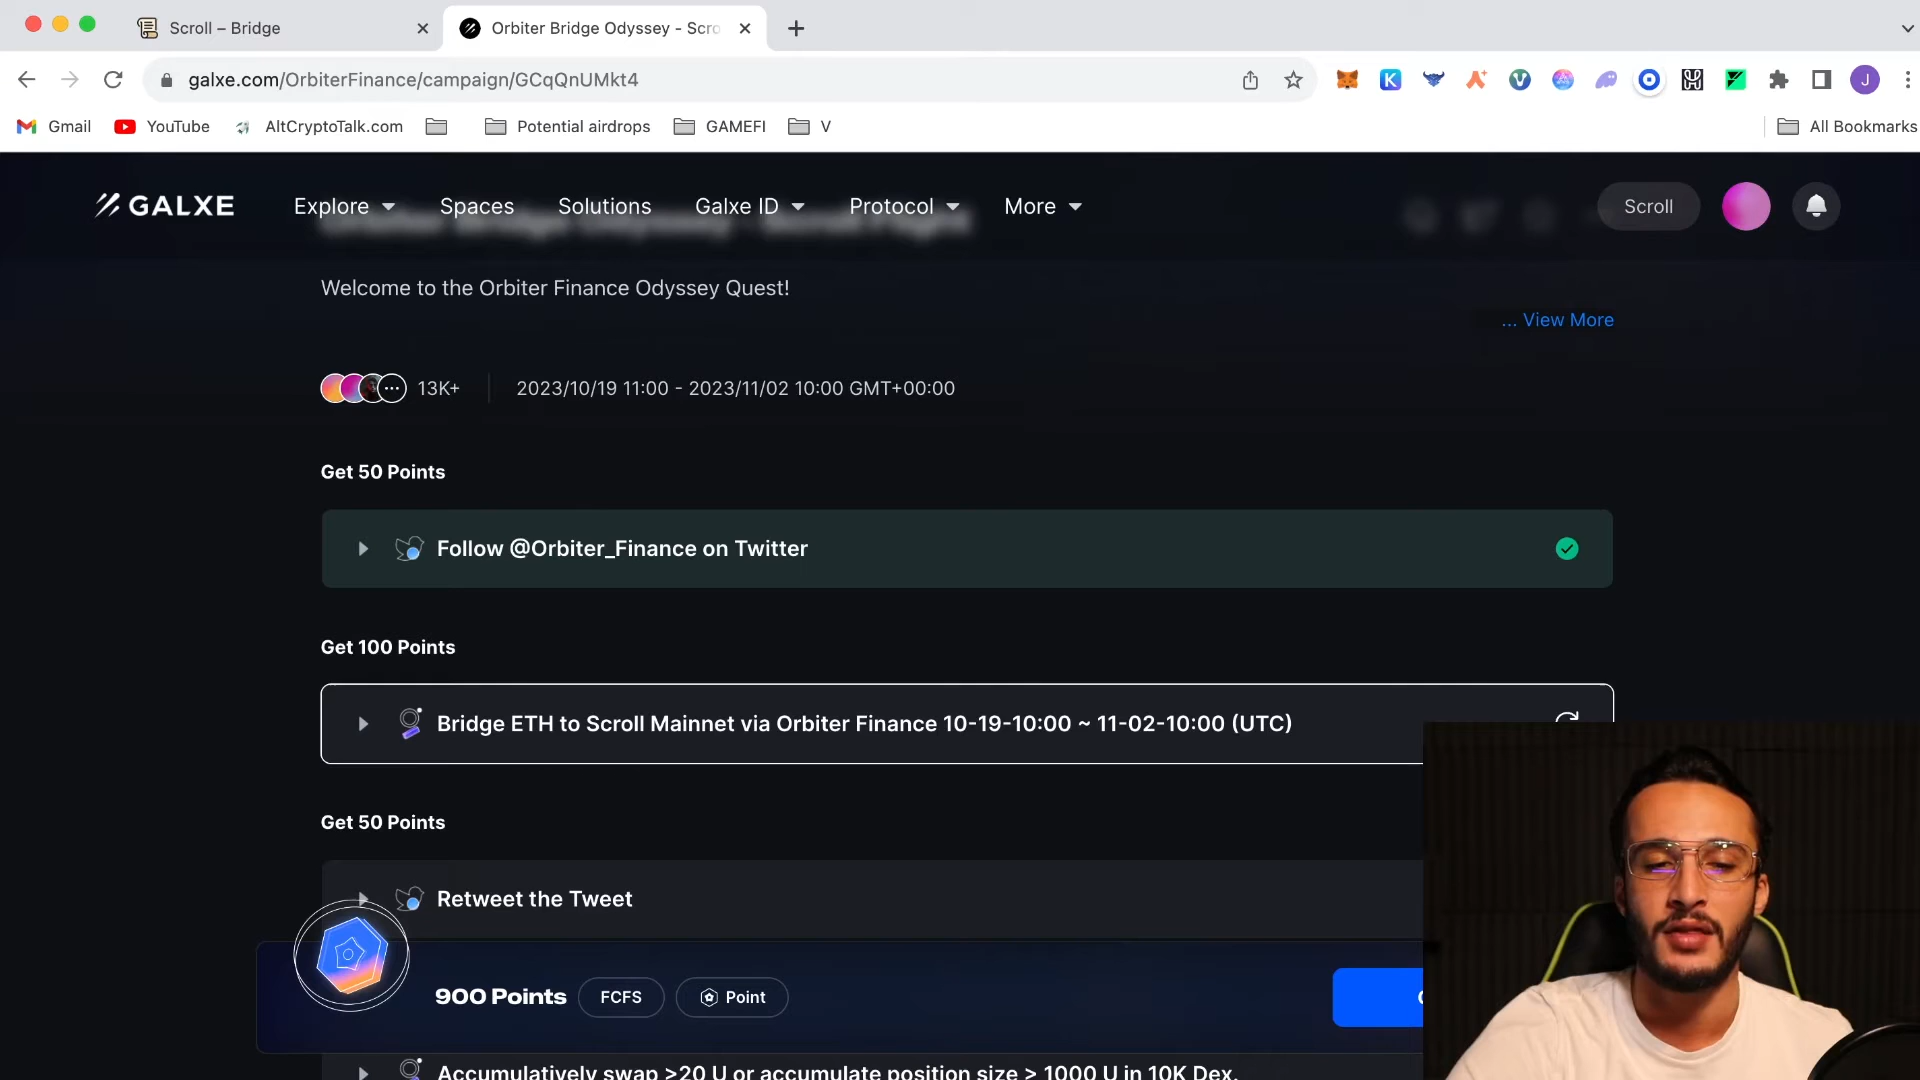 Scroll – Bridge
Orbiter Bridge Odyssey - Scro
galxe.com/OrbiterFinance/campaign/GCqQnUMkt4
J
Gmail
YouTube
AltCryptoTalk.com
Potential airdrops
GAMEFI
V
All Bookmarks
GALXE
Explore
Spaces
Solutions
Galxe ID
Protocol
More
Scroll
Orbiter Bridge Odyssey - Scroll Flight
Welcome to the Orbiter Finance Odyssey Quest!
... View More
13K+
2023/10/19 11:00 - 2023/11/02 10:00 GMT+00:00
Get 50 Points
Follow @Orbiter_Finance on Twitter
Get 100 Points
Bridge ETH to Scroll Mainnet via Orbiter Finance 10-19-10:00 ~ 11-02-10:00 (UTC)
Get 50 Points
Retweet the Tweet
900 Points
FCFS
Point
Accumulatively swap >20 U or accumulate position size > 1000 U in 10K Dex.